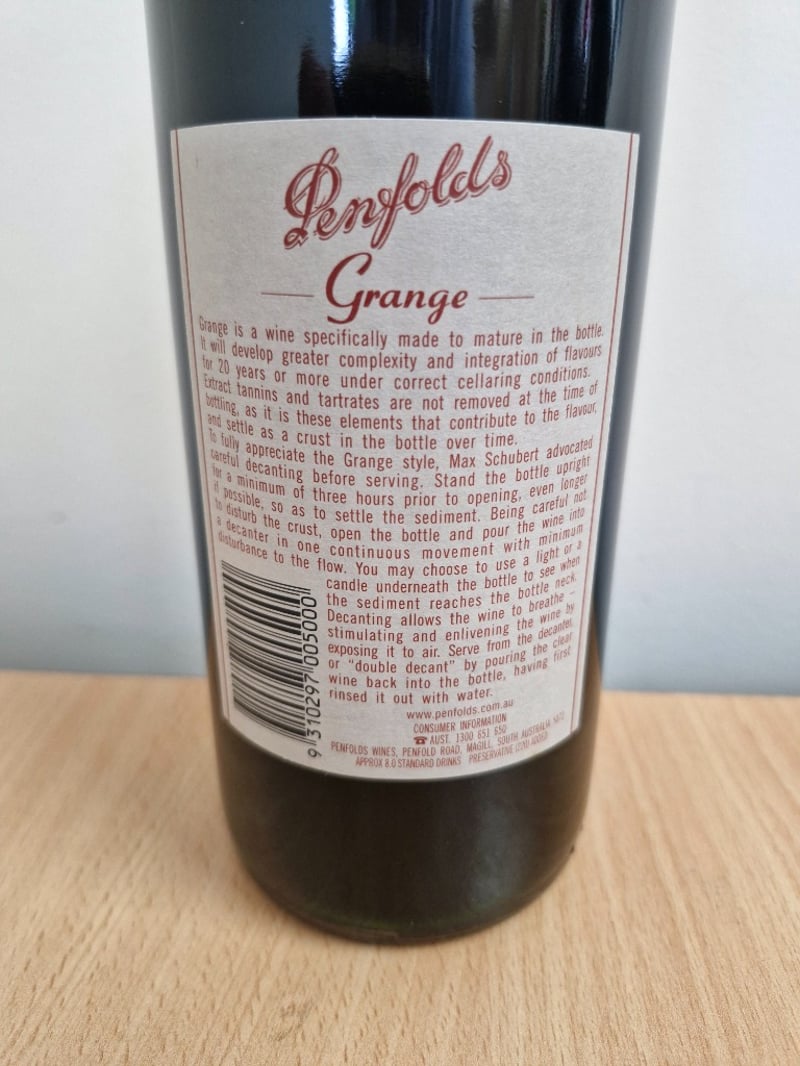 Penfolds
Grange
Grange is a wine specifically made to mature in the bottle.
It will develop greater complexity and integration of flavours
for 20 years or more under correct cellaring conditions.
Extract tannins and tartrates are not removed at the time of
bottling, as it is these elements that contribute to the flavour,
and settle as a crust in the bottle over time.
To fully appreciate the Grange style, Max Schubert advocated
careful decanting before serving. Stand the bottle upright
for a minimum of three hours prior to opening, even longer
if possible, so as to settle the sediment. Being careful not
to disturb the crust, open the bottle and pour the wine into
a decanter in one continuous movement with minimum
disturbance to the flow. You may choose to use a light or a
candle underneath the bottle to see when
the sediment reaches the bottle neck.
Decanting allows the wine to breathe –
stimulating and enlivening the wine by
exposing it to air. Serve from the decanter,
or "double decant" by pouring the clear
wine back into the bottle, having first
rinsed it out with water.
9 310297 005000
www.penfolds.com.au
CONSUMER INFORMATION
☎ AUST. 1300 651 650
PENFOLDS WINES, PENFOLD ROAD, MAGILL, SOUTH AUSTRALIA 5072
APPROX 8.0 STANDARD DRINKS PRESERVATIVE (220) ADDED